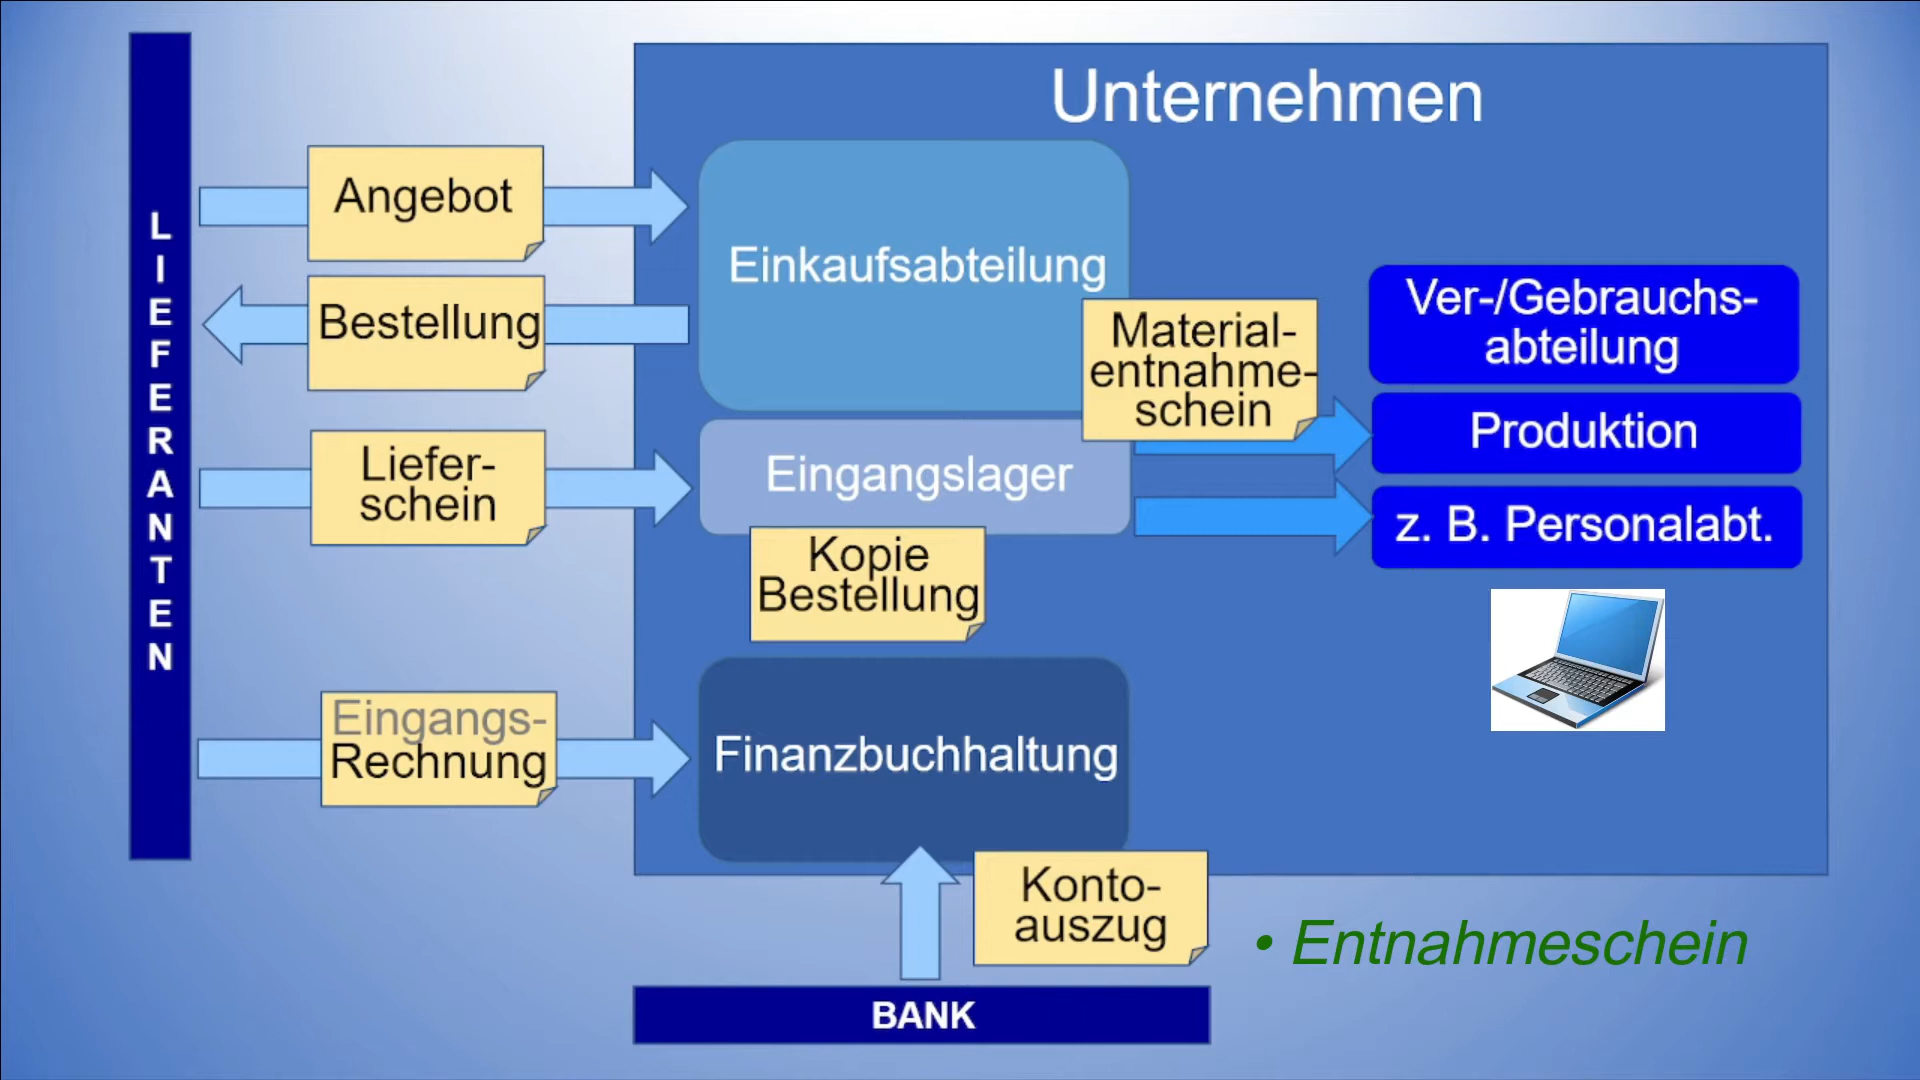 LIEFERANTEN
Unternehmen
Angebot
Bestellung
Einkaufsabteilung
Material-
entnahme-
schein
Ver-/Gebrauchs-
abteilung
Produktion
z. B. Personalabt.
Liefer-
schein
Eingangslager
Kopie
Bestellung
Eingangs-
Rechnung
Finanzbuchhaltung
Konto-
auszug
• Entnahmeschein
BANK